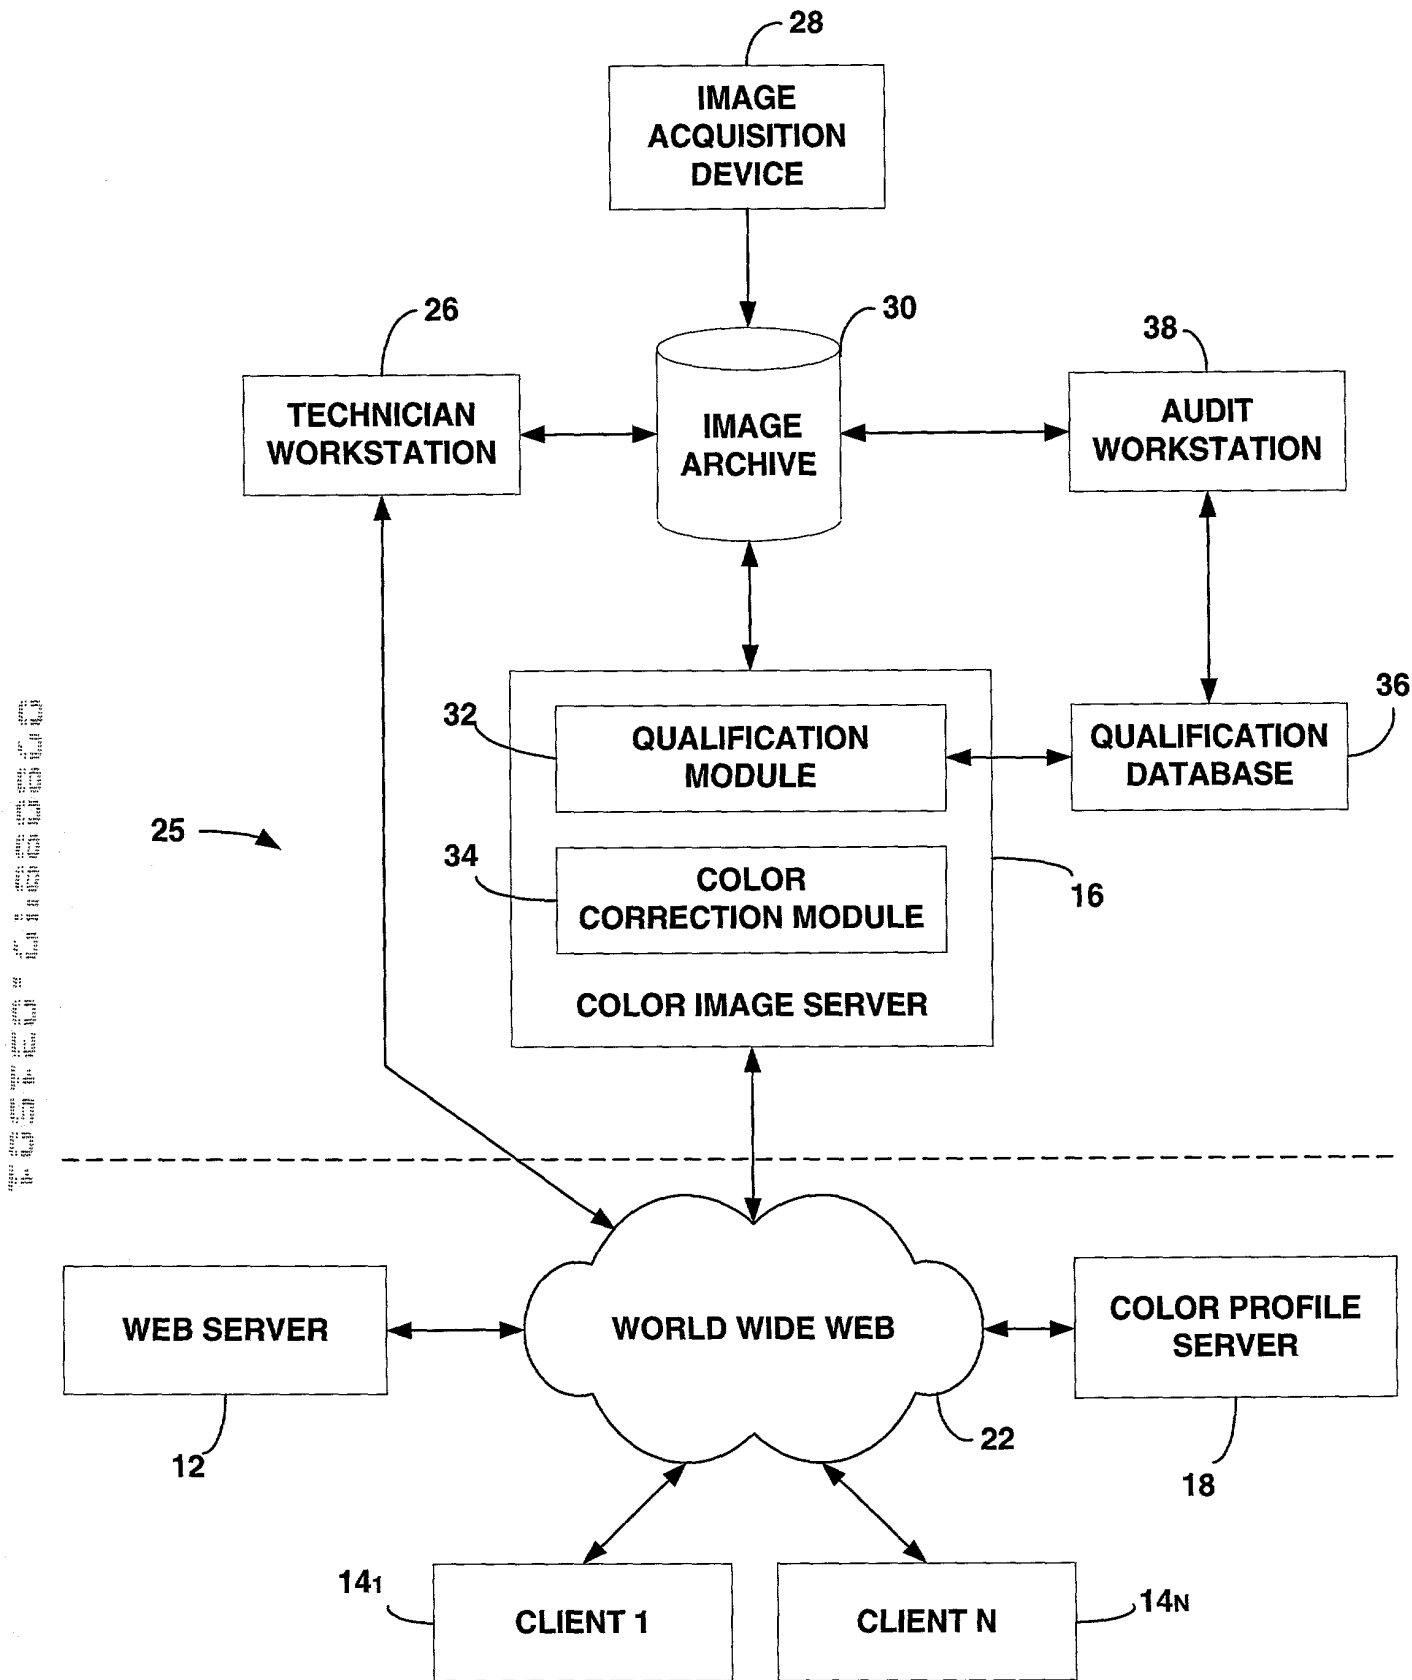 28
IMAGE
ACQUISITION
DEVICE
26
30
38
TECHNICIAN
WORKSTATION
IMAGE
ARCHIVE
AUDIT
WORKSTATION
32
QUALIFICATION
MODULE
36
QUALIFICATION
DATABASE
25
34
COLOR
CORRECTION MODULE
16
COLOR IMAGE SERVER
WEB SERVER
WORLD WIDE WEB
COLOR PROFILE
SERVER
12
22
18
141
CLIENT 1
CLIENT N
14N